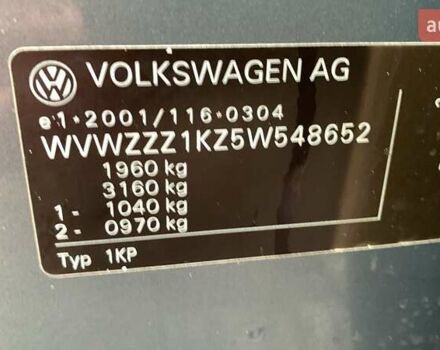 VOLKSWAGEN AG
e1*2001/116*0304
WVWZZZ1KZ5W548652
1960 kg
3160 kg
1- 1040 kg
2- 0970 kg
Typ 1KP